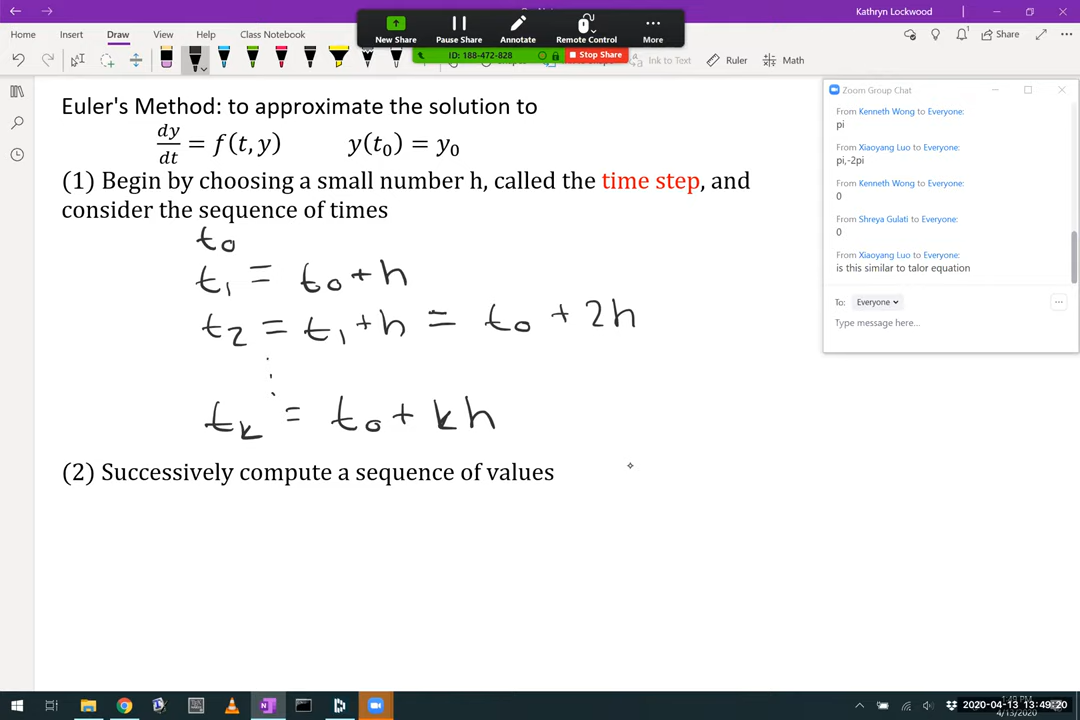 Kathryn Lockwood
Home Insert Draw View Help Class Notebook
New Share Pause Share Annotate Remote Control More
ID: 188-472-828 Stop Share
Share
Ink to Text Ruler Math
Euler's Method: to approximate the solution to
dy/dt = f(t, y) y(t₀) = y₀
(1) Begin by choosing a small number h, called the time step, and
consider the sequence of times
t₀
t₁ = t₀ + h
t₂ = t₁ + h = t₀ + 2h
⋮
tₖ = t₀ + kh
(2) Successively compute a sequence of values
Zoom Group Chat
From Kenneth Wong to Everyone:
pi
From Xiaoyang Luo to Everyone:
pi,-2pi
From Kenneth Wong to Everyone:
0
From Shreya Gulati to Everyone:
0
From Xiaoyang Luo to Everyone:
is this similar to talor equation
To: Everyone
Type message here...
2020-04-13 13:49:20